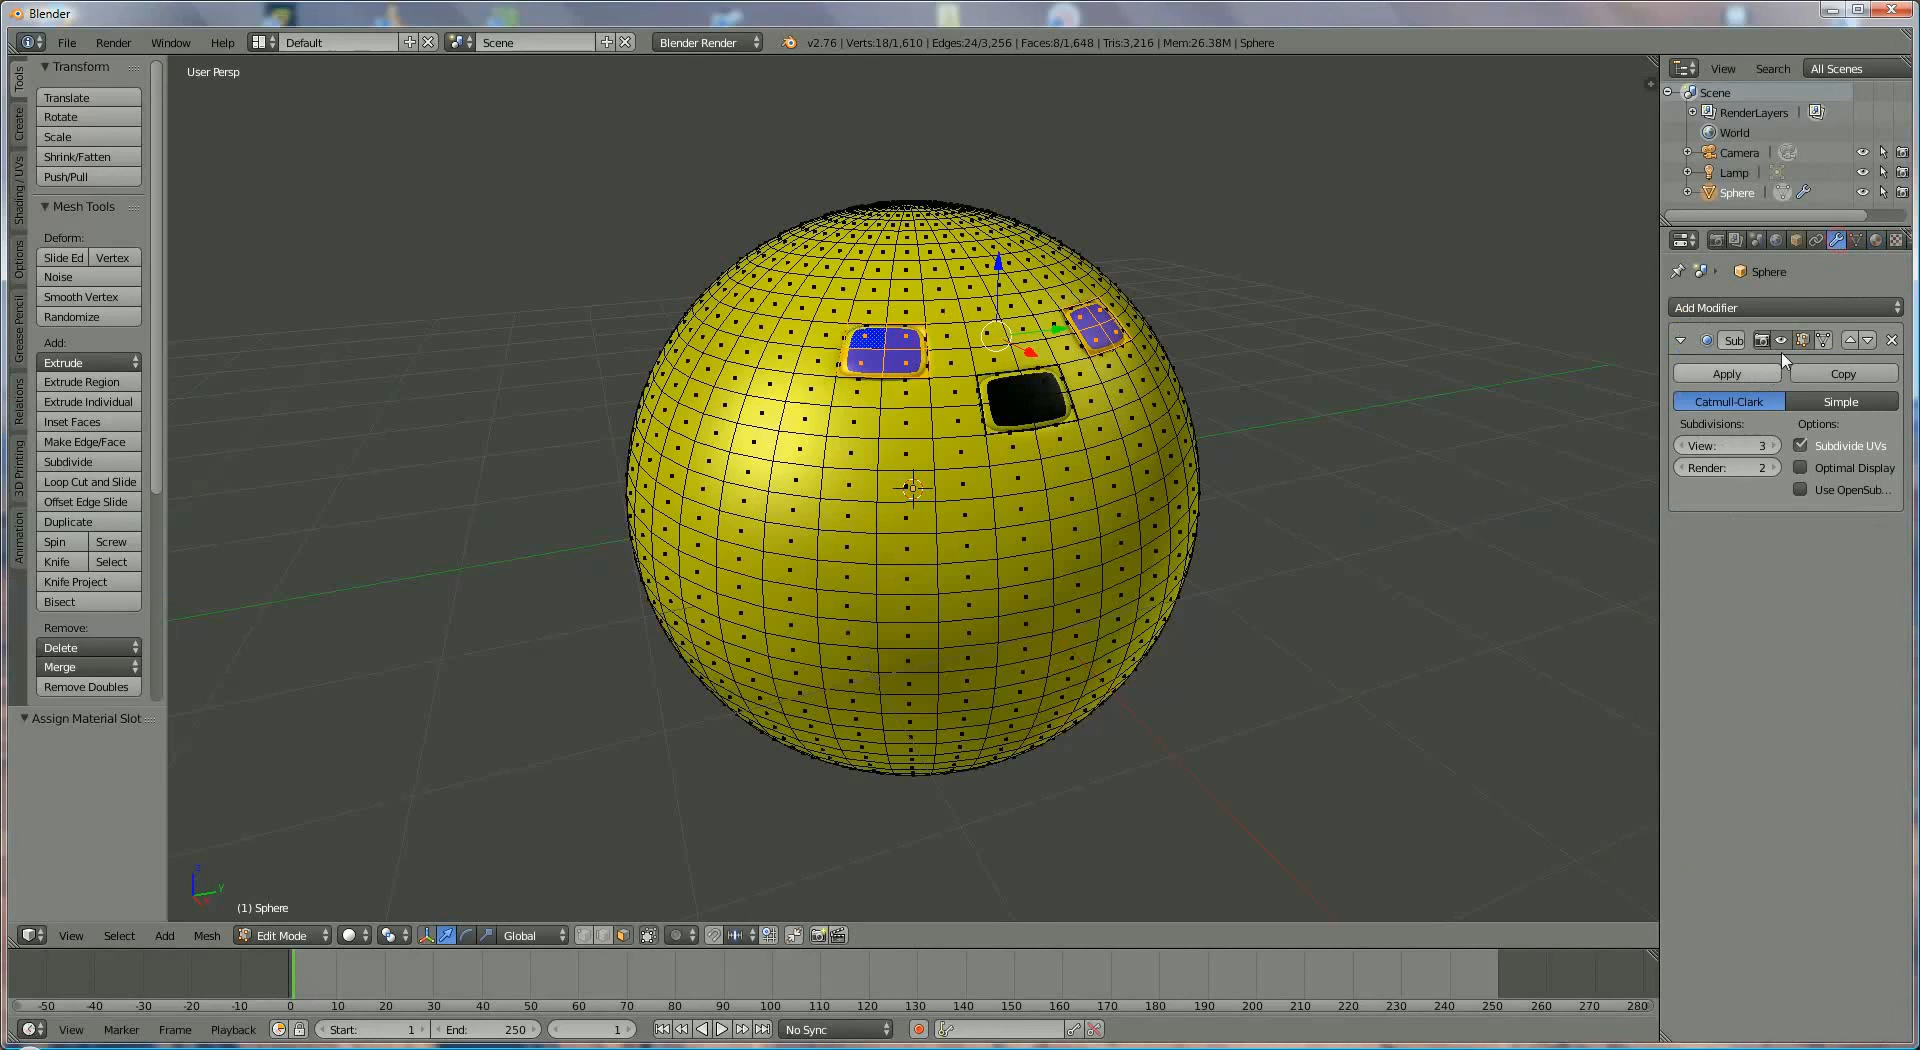 Blender
File Render Window Help Default Scene Blender Render v2.76 | Verts:18/1,610 | Edges:24/3,256 | Faces:8/1,648 | Tris:3,216 | Mem:26.38M | Sphere
Tools
Create
Shading / UVs
Options
Grease Pencil
Relations
3D Printing
Animation
Transform
Translate
Rotate
Scale
Shrink/Fatten
Push/Pull
Mesh Tools
Deform:
Slide Ed Vertex
Noise
Smooth Vertex
Randomize
Add:
Extrude
Extrude Region
Extrude Individual
Inset Faces
Make Edge/Face
Subdivide
Loop Cut and Slide
Offset Edge Slide
Duplicate
Spin Screw
Knife Select
Knife Project
Bisect
Remove:
Delete
Merge
Remove Doubles
Assign Material Slot
User Persp
z
y
x
(1) Sphere
View Search All Scenes
Scene
RenderLayers |
World
Camera |
Lamp |
Sphere |
Sphere
Add Modifier
Sub
Apply Copy
Catmull-Clark Simple
Subdivisions: Options:
View: 3 Subdivide UVs
Render: 2 Optimal Display
Use OpenSub...
View Select Add Mesh Edit Mode Global
-50 -40 -30 -20 -10 0 10 20 30 40 50 60 70 80 90 100 110 120 130 140 150 160 170 180 190 200 210 220 230 240 250 260 270 280
View Marker Frame Playback Start: 1 End: 250 1 No Sync